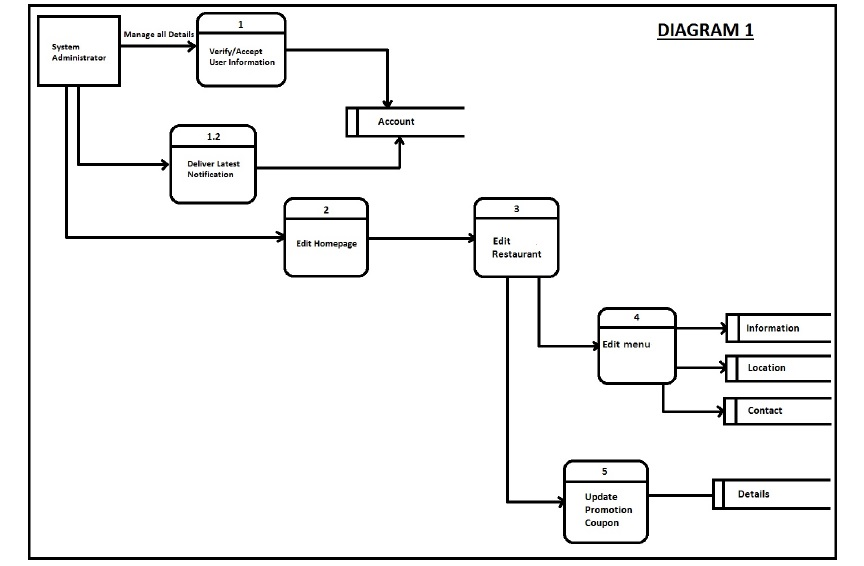 DIAGRAM 1
System
Administrator
Manage all Details
1
Verify/Accept
User Information
Account
1.2
Deliver Latest
Notification
2
Edit Homepage
3
Edit
Restaurant
4
Edit menu
Information
Location
Contact
5
Update
Promotion
Coupon
Details